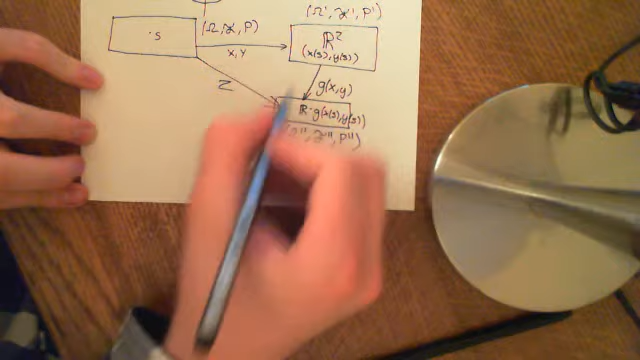 (Ω', 𝓕', P')
(Ω, 𝓕, P)
·s
ℝ²
(x(s), y(s))
x, y
g(x,y)
Z
ℝ·g(x(s),y(s))
𝓕'', P'')